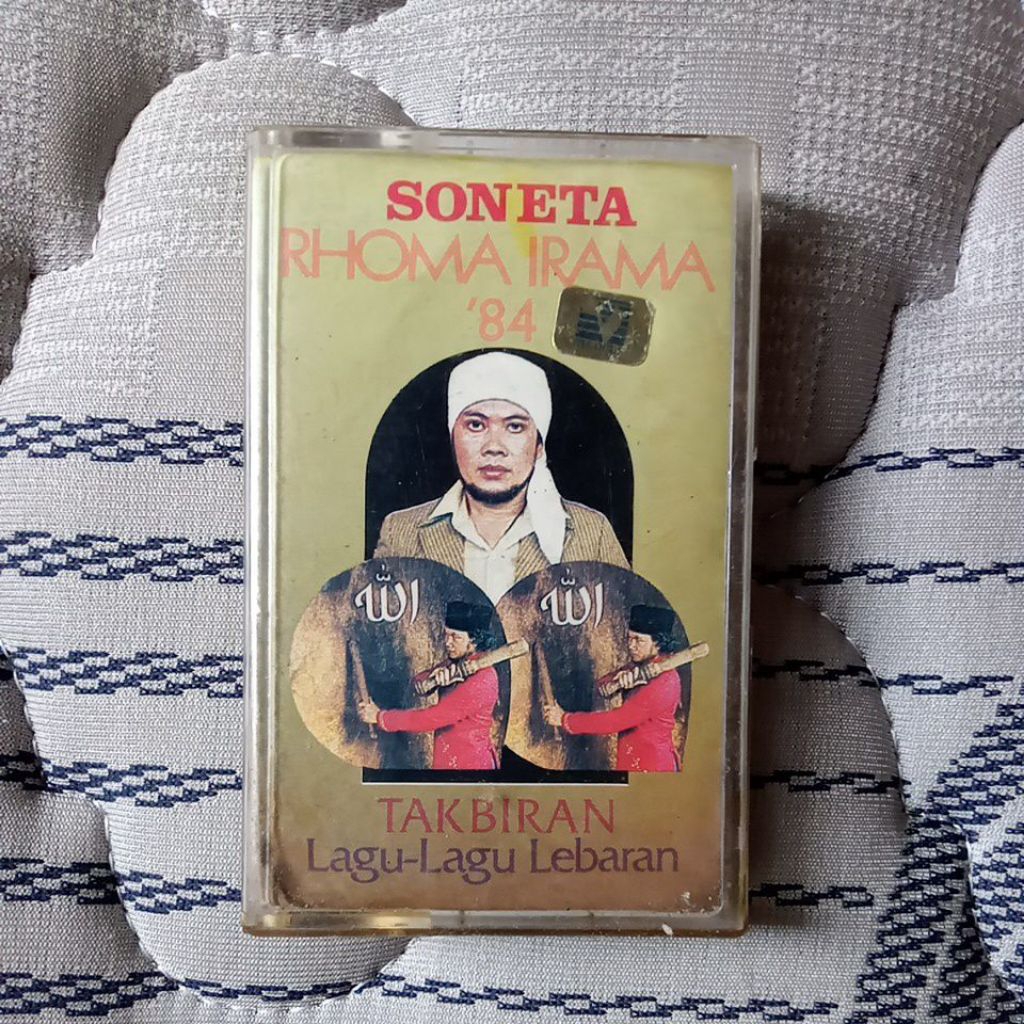 SONETA
RHOMA IRAMA
'84
الله
الله
TAKBIRAN
Lagu-Lagu Lebaran